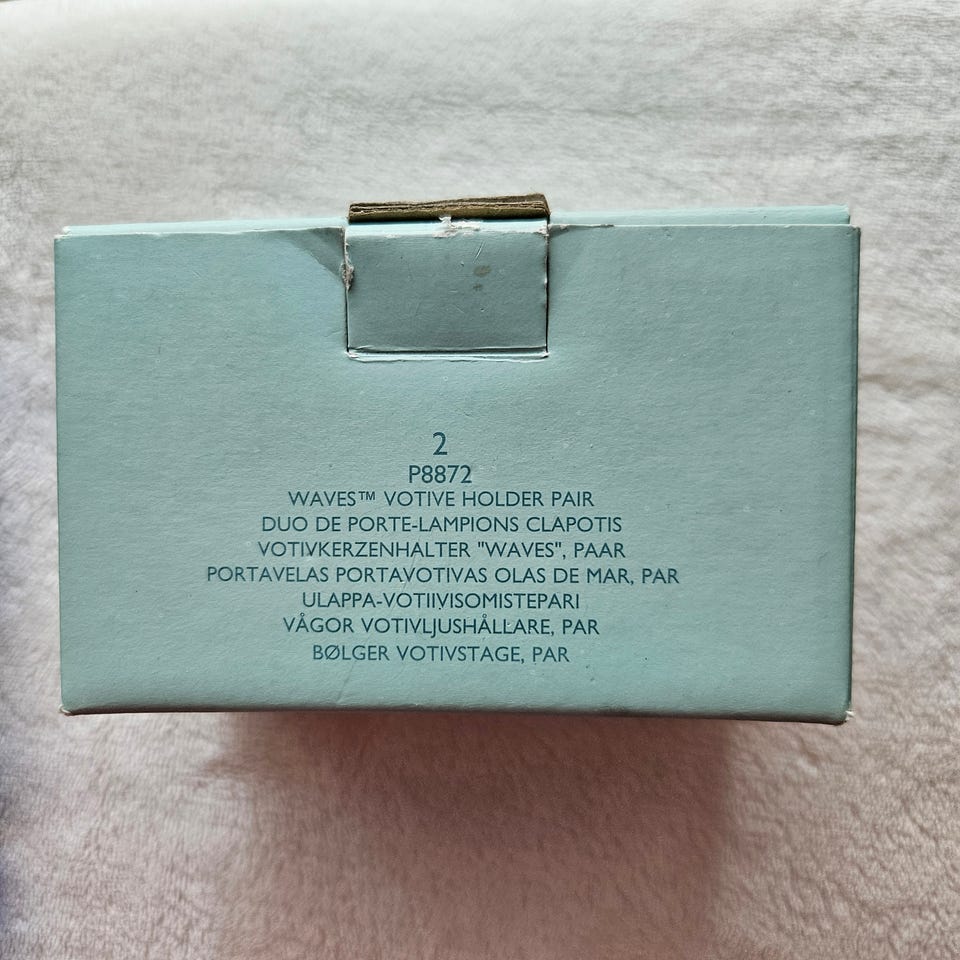 2
P8872
WAVES™ VOTIVE HOLDER PAIR
DUO DE PORTE-LAMPIONS CLAPOTIS
VOTIVKERZENHALTER "WAVES", PAAR
PORTAVELAS PORTAVOTIVAS OLAS DE MAR, PAR
ULAPPA-VOTIIVISOMISTEPARI
VÅGOR VOTIVLJUSHÅLLARE, PAR
BØLGER VOTIVSTAGE, PAR